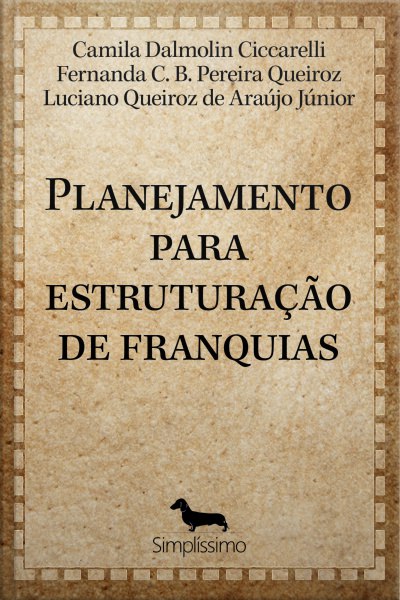 Camila Dalmolin Ciccarelli
Fernanda C. B. Pereira Queiroz
Luciano Queiroz de Araújo Júnior
Planejamento
para
estruturação
de franquias
Simplíssimo